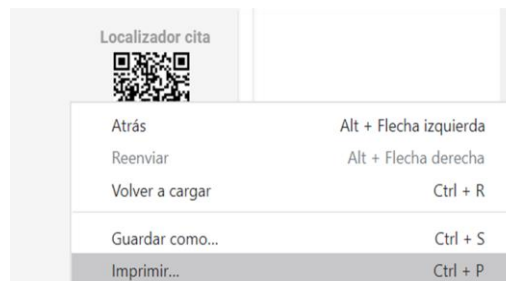 Localizador cita
Atrás Alt + Flecha izquierda
Reenviar Alt + Flecha derecha
Volver a cargar Ctrl + R
Guardar como... Ctrl + S
Imprimir... Ctrl + P